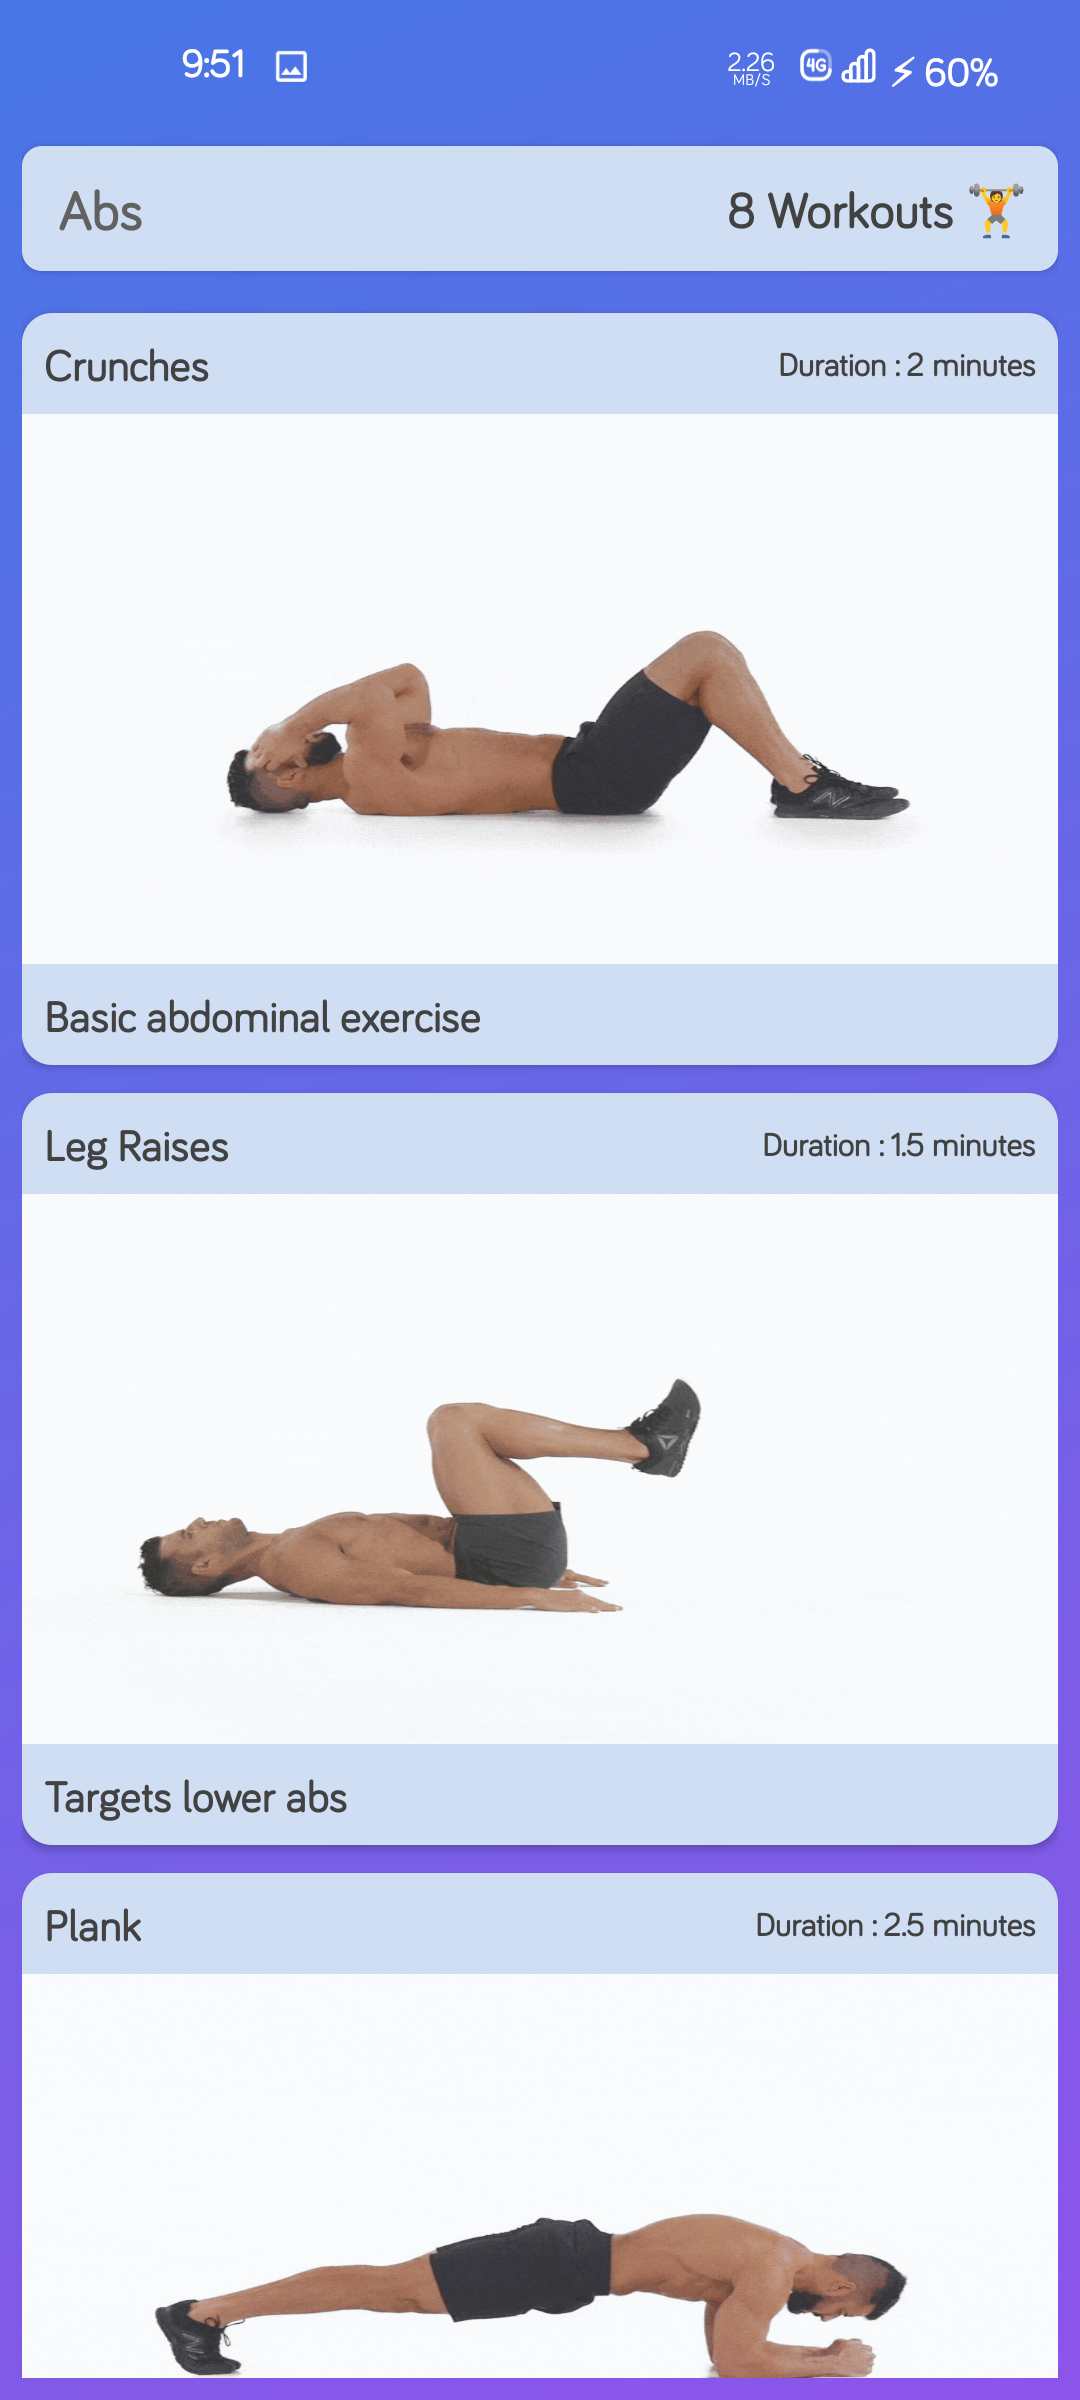 9:51
2.26
MB/S
4G
60%
Abs
8 Workouts
Crunches
Duration : 2 minutes
Basic abdominal exercise
Leg Raises
Duration : 1.5 minutes
Targets lower abs
Plank
Duration : 2.5 minutes